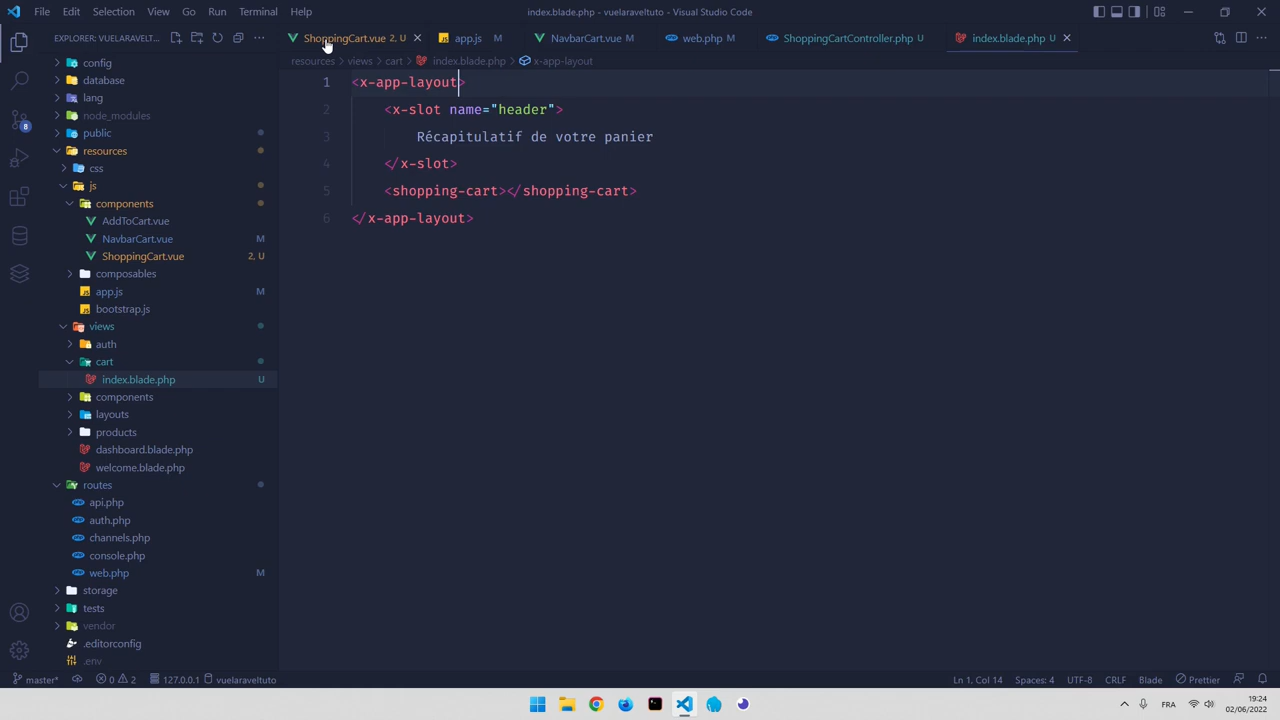 File Edit Selection View Go Run Terminal Help
index.blade.php - vuelaraveltuto - Visual Studio Code
EXPLORER: VUELARAVELT...
ShoppingCart.vue 2, U
app.js M
NavbarCart.vue M
web.php M
ShoppingCartController.php U
index.blade.php U
resources > views > cart > index.blade.php > x-app-layout
config
database
lang
node_modules
public
resources
css
js
components
AddToCart.vue
NavbarCart.vue M
ShoppingCart.vue 2, U
composables
app.js M
bootstrap.js
views
auth
cart
index.blade.php U
components
layouts
products
dashboard.blade.php
welcome.blade.php
routes
api.php
auth.php
channels.php
console.php
web.php M
storage
tests
vendor
.editorconfig
.env
8
1 <x-app-layout>
2 <x-slot name="header">
3 Récapitulatif de votre panier
4 </x-slot>
5 <shopping-cart></shopping-cart>
6 </x-app-layout>
master* 0 2 127.0.0.1 vuelaraveltuto
Ln 1, Col 14 Spaces: 4 UTF-8 CRLF Blade Prettier
FRA
19:24
02/06/2022